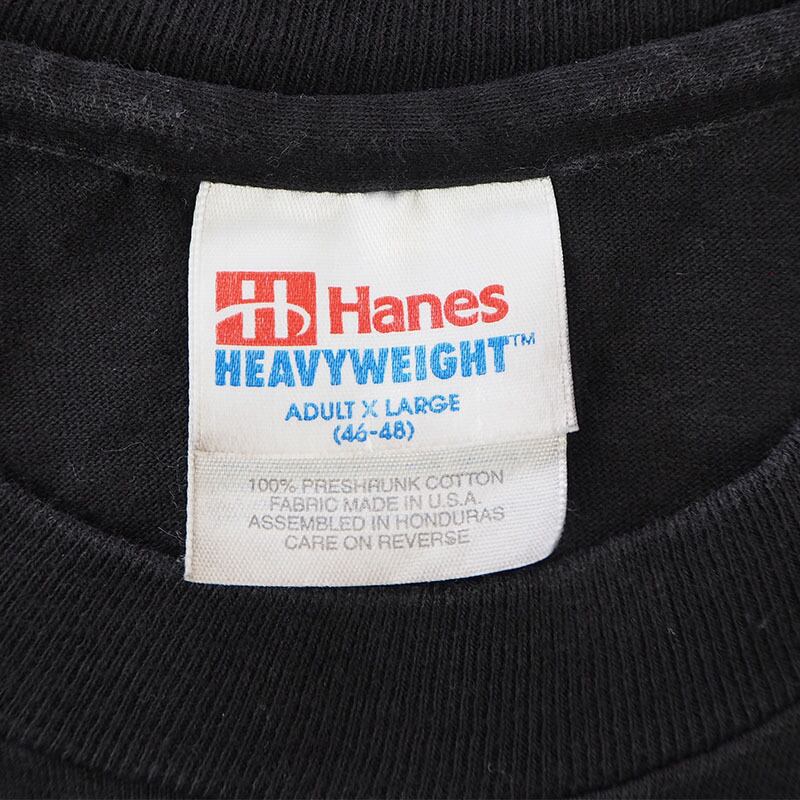 H Hanes
HEAVYWEIGHT™
ADULT X LARGE
(46-48)
100% PRESHRUNK COTTON
FABRIC MADE IN U.S.A.
ASSEMBLED IN HONDURAS
CARE ON REVERSE